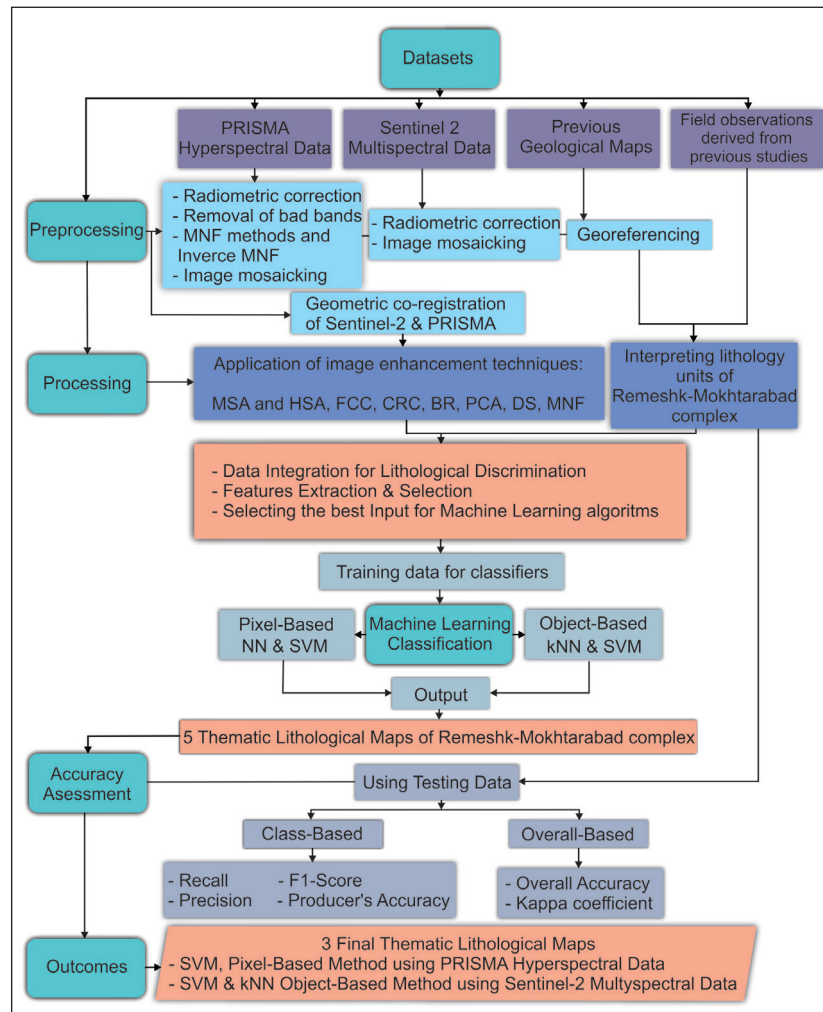 Datasets
PRISMA
Hyperspectral Data
Sentinel 2
Multispectral Data
Previous
Geological Maps
Field observations
derived from
previous studies
Preprocessing
- Radiometric correction
- Removal of bad bands
- MNF methods and
Inverce MNF
- Image mosaicking
- Radiometric correction
- Image mosaicking
Georeferencing
Geometric co-registration
of Sentinel-2 & PRISMA
Processing
Application of image enhancement techniques:
MSA and HSA, FCC, CRC, BR, PCA, DS, MNF
Interpreting lithology
units of
Remeshk-Mokhtarabad
complex
- Data Integration for Lithological Discrimination
- Features Extraction & Selection
- Selecting the best Input for Machine Learning algoritms
Training data for classifiers
Pixel-Based
NN & SVM
Machine Learning
Classification
Object-Based
kNN & SVM
Output
5 Thematic Lithological Maps of Remeshk-Mokhtarabad complex
Accuracy
Asessment
Using Testing Data
Class-Based
Overall-Based
- Recall - F1-Score
- Precision - Producer's Accuracy
- Overall Accuracy
- Kappa coefficient
Outcomes
3 Final Thematic Lithological Maps
- SVM, Pixel-Based Method using PRISMA Hyperspectral Data
- SVM & kNN Object-Based Method using Sentinel-2 Multyspectral Data